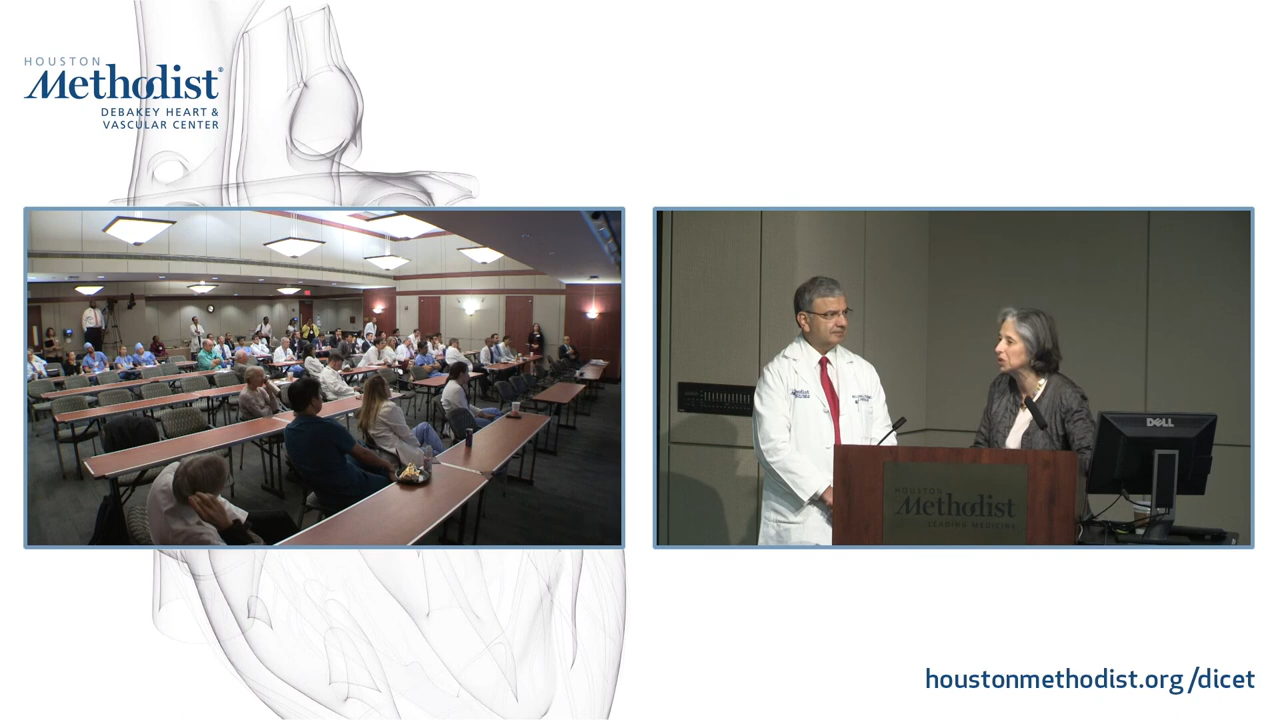 HOUSTON
Methodist®
DEBAKEY HEART &
VASCULAR CENTER
DELL
HOUSTON
Methodist
LEADING MEDICINE
houstonmethodist.org/dicet